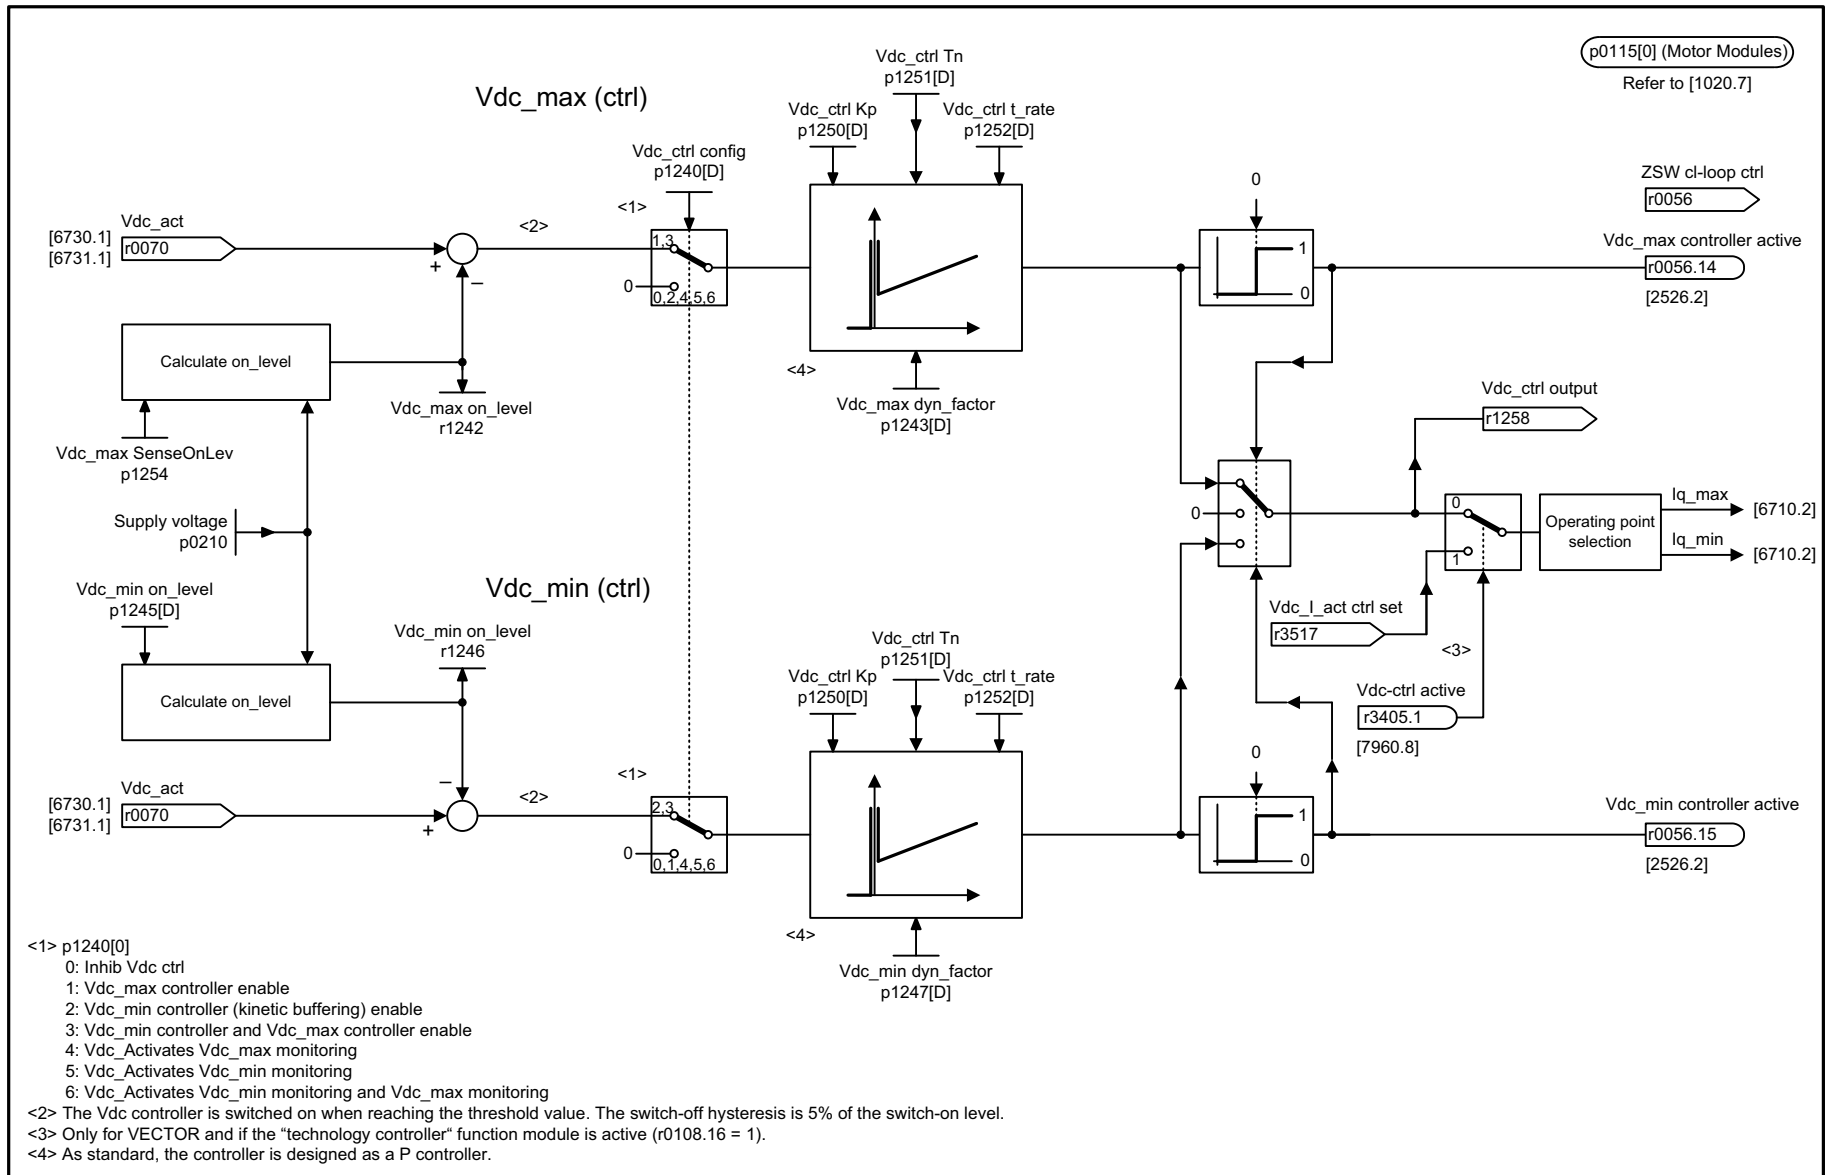 p0115[0] (Motor Modules)
Refer to [1020.7]
Vdc_max (ctrl)
Vdc_ctrl Tn
p1251[D]
Vdc_ctrl Kp
p1250[D]
Vdc_ctrl t_rate
p1252[D]
Vdc_ctrl config
p1240[D]
<1>
[6730.1]
[6731.1]
Vdc_act
r0070
+
–
<2>
1,3
0
0,2,4,5,6
0
1
0
ZSW cl-loop ctrl
r0056
Vdc_max controller active
r0056.14
[2526.2]
Calculate on_level
Vdc_max on_level
r1242
<4>
Vdc_max dyn_factor
p1243[D]
Vdc_max SenseOnLev
p1254
Vdc_ctrl output
r1258
Supply voltage
p0210
0
0
1
Operating point
selection
Iq_max
[6710.2]
Iq_min
[6710.2]
Vdc_min (ctrl)
Vdc_min on_level
p1245[D]
Vdc_min on_level
r1246
Vdc_I_act ctrl set
r3517
<3>
Vdc-ctrl active
r3405.1
[7960.8]
Calculate on_level
Vdc_ctrl Tn
p1251[D]
Vdc_ctrl Kp
p1250[D]
Vdc_ctrl t_rate
p1252[D]
<1>
[6730.1]
[6731.1]
Vdc_act
r0070
+
–
<2>
2,3
0
0,1,4,5,6
0
1
0
Vdc_min controller active
r0056.15
[2526.2]
<4>
Vdc_min dyn_factor
p1247[D]
<1> p1240[0]
0: Inhib Vdc ctrl
1: Vdc_max controller enable
2: Vdc_min controller (kinetic buffering) enable
3: Vdc_min controller and Vdc_max controller enable
4: Vdc_Activates Vdc_max monitoring
5: Vdc_Activates Vdc_min monitoring
6: Vdc_Activates Vdc_min monitoring and Vdc_max monitoring
<2> The Vdc controller is switched on when reaching the threshold value. The switch-off hysteresis is 5% of the switch-on level.
<3> Only for VECTOR and if the “technology controller“ function module is active (r0108.16 = 1).
<4> As standard, the controller is designed as a P controller.